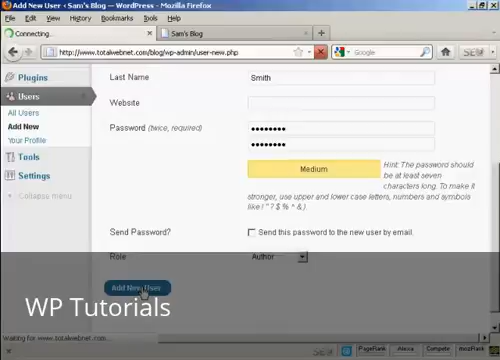 Add New User ‹ Sam's Blog — WordPress — Mozilla Firefox
File Edit View History Bookmarks Tools Help
Connecting...
Sam's Blog
http://www.totalwebnet.com/blog/wp-admin/user-new.php
Google
Plugins
Last Name
Smith
Users
Website
All Users
Add New
Password (twice, required)
Your Profile
Tools
Medium
Hint: The password should
be at least seven
characters long. To make it
stronger, use upper and lower case letters, numbers and symbols
like ! " ? $ % ^ & ).
Settings
Collapse menu
Send Password?
Send this password to the new user by email.
Role
Author
Add New User
WP Tutorials
Waiting for www.totalwebnet.com...
PageRank
Alexa
Compete
mozRank